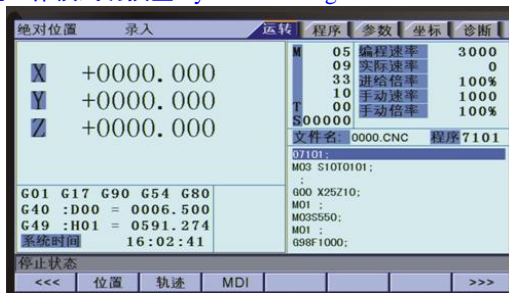 绝对位置 录入 运转 程序 参数 坐标 诊断
X +0000.000
Y +0000.000
Z +0000.000
G01 G17 G90 G54 G80
G40 :D00 = 0006.500
G49 :H01 = 0591.274
系统时间 16:02:41
M 05 编程速率 3000
09 实际速率 0
33 进给倍率 100%
10 手动速率 1000
T 00 手动倍率 100%
S00000
文件名: 0000.CNC 程序7101
O7101;
M03 S10T0101;
;
G00 X25Z10;
M01 ;
M03S550;
M01 ;
G98F1000;
停止状态
<<< 位置 轨迹 MDI >>>